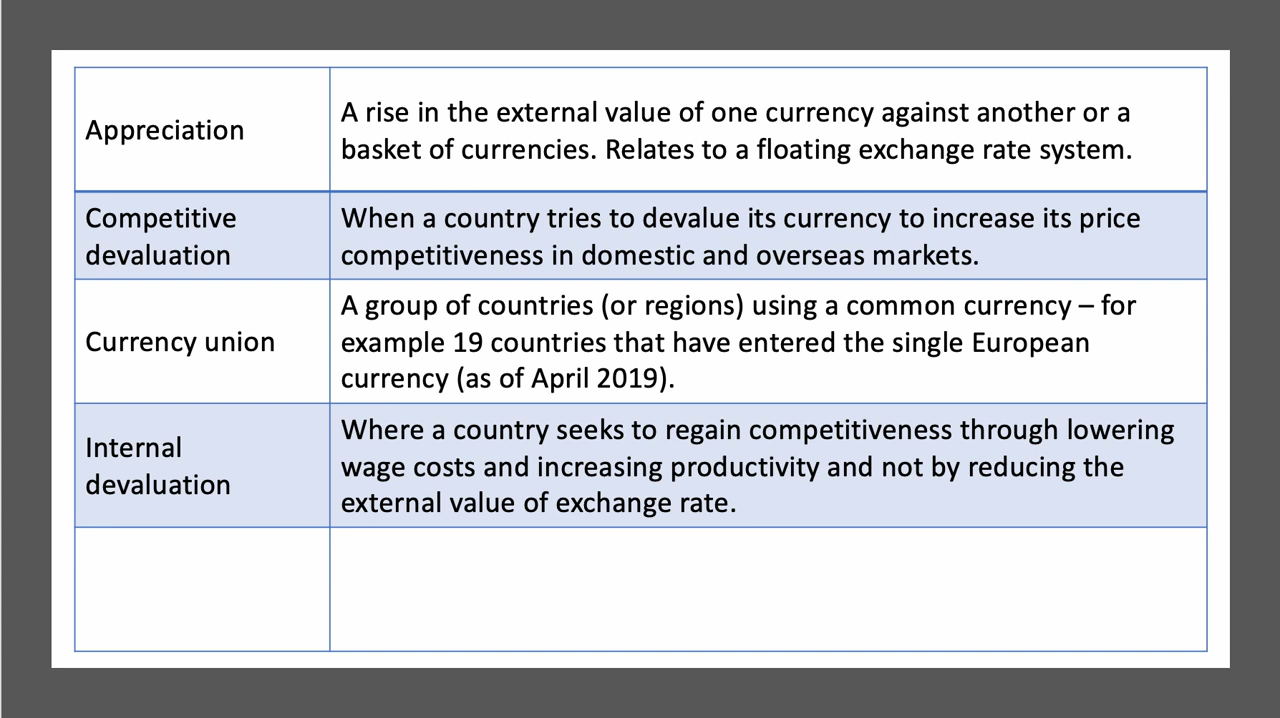 Appreciation
A rise in the external value of one currency against another or a
basket of currencies. Relates to a floating exchange rate system.
Competitive
devaluation
When a country tries to devalue its currency to increase its price
competitiveness in domestic and overseas markets.
Currency union
A group of countries (or regions) using a common currency – for
example 19 countries that have entered the single European
currency (as of April 2019).
Internal
devaluation
Where a country seeks to regain competitiveness through lowering
wage costs and increasing productivity and not by reducing the
external value of exchange rate.